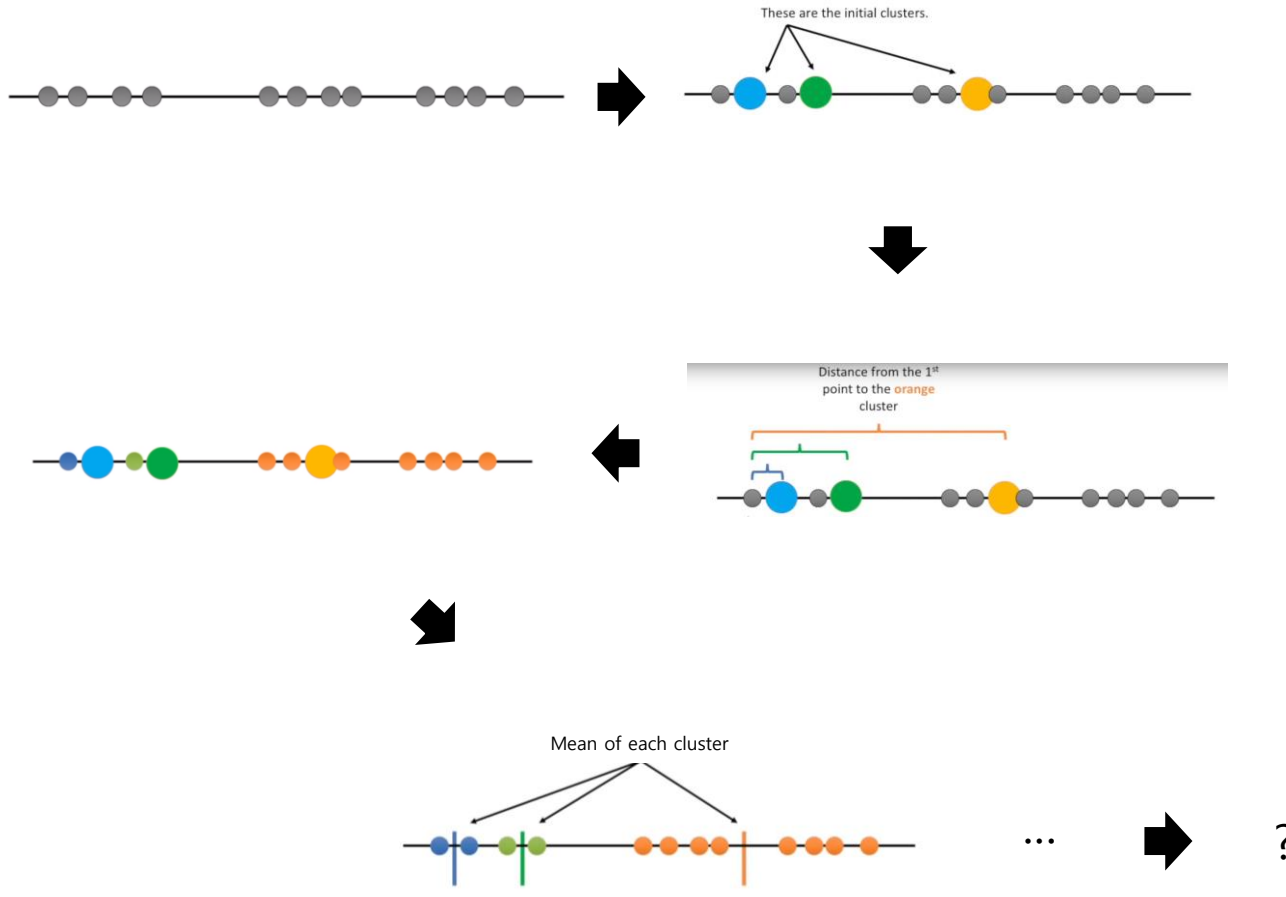 These are the initial clusters.
Distance from the 1st
point to the orange
cluster
Mean of each cluster
...
?